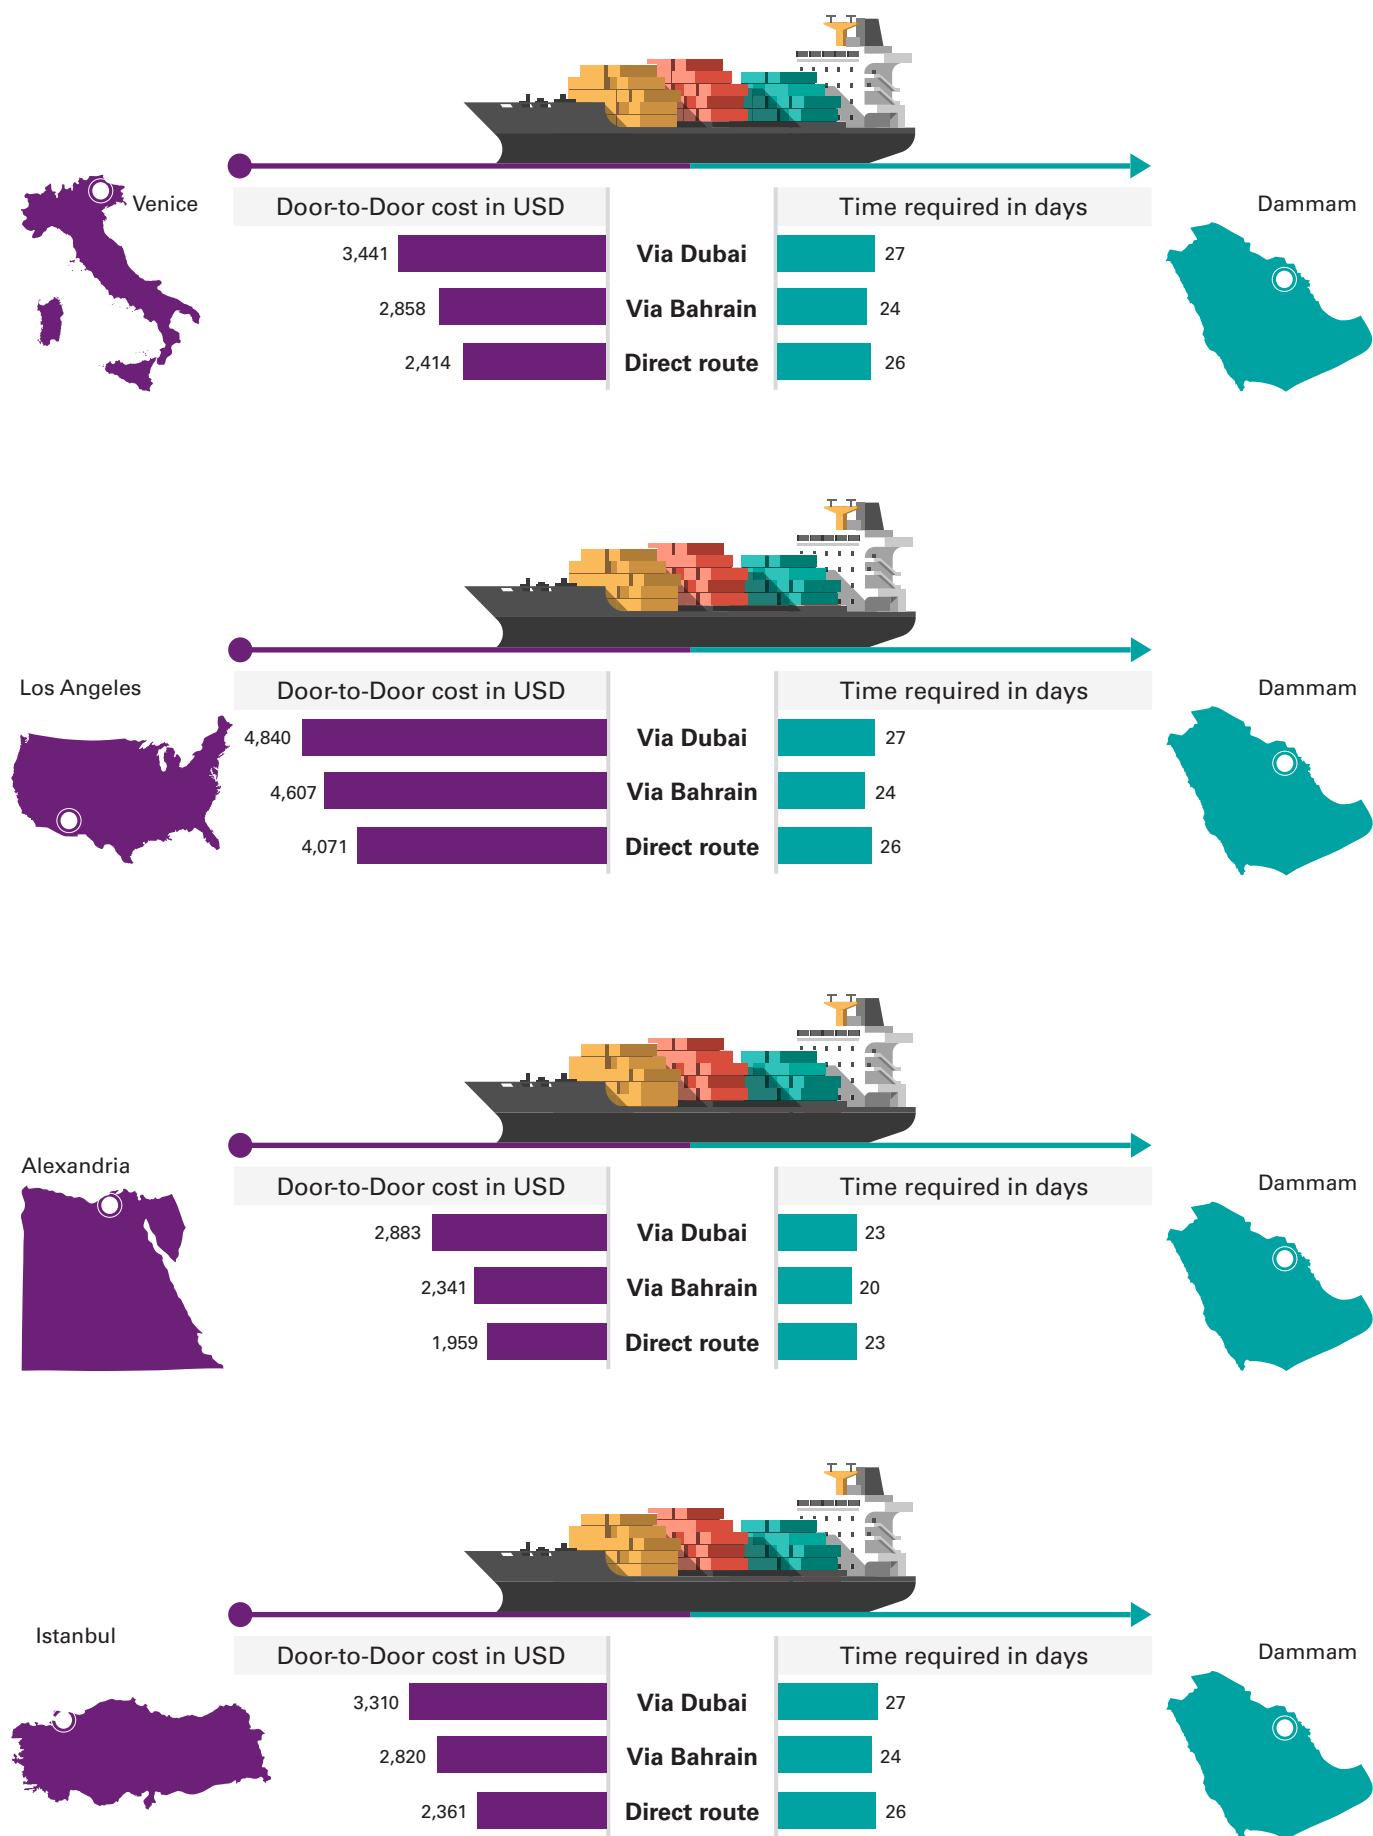 Venice
Door-to-Door cost in USD
Time required in days
Dammam
3,441 Via Dubai 27
2,858 Via Bahrain 24
2,414 Direct route 26
Los Angeles
Door-to-Door cost in USD
Time required in days
Dammam
4,840 Via Dubai 27
4,607 Via Bahrain 24
4,071 Direct route 26
Alexandria
Door-to-Door cost in USD
Time required in days
Dammam
2,883 Via Dubai 23
2,341 Via Bahrain 20
1,959 Direct route 23
Istanbul
Door-to-Door cost in USD
Time required in days
Dammam
3,310 Via Dubai 27
2,820 Via Bahrain 24
2,361 Direct route 26